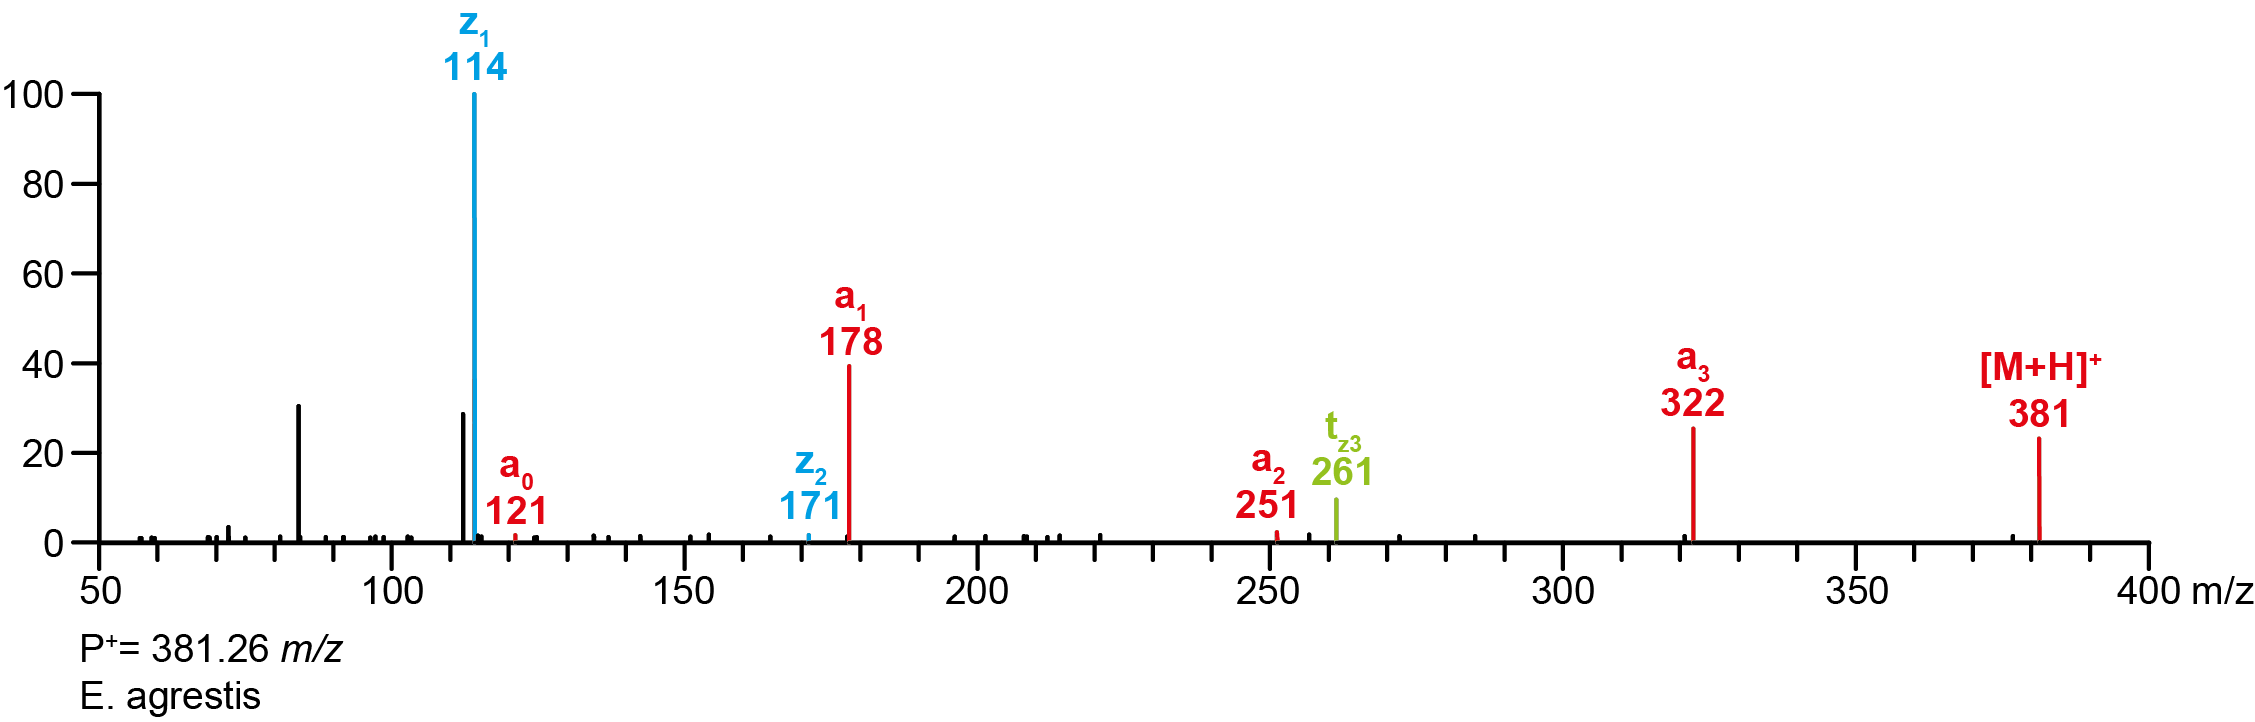 z₁
114
100
80
60
40
20
0
a₀
121
z₂
171
a₁
178
a₂
251
t_z3
261
a₃
322
[M+H]⁺
381
50 100 150 200 250 300 350 400 m/z
P⁺= 381.26 m/z
E. agrestis